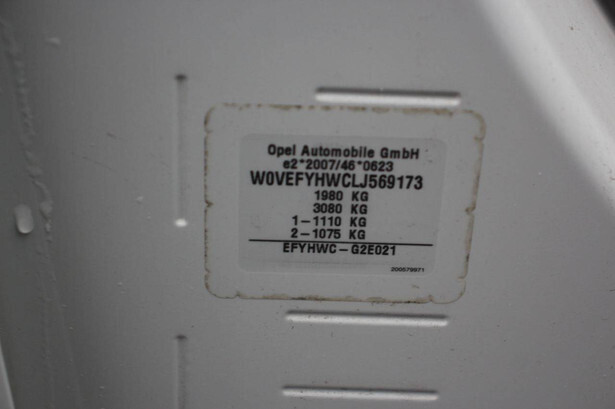 Opel Automobile GmbH
e2*2007/46*0623
W0VEFYHWCLJ569173
1980 KG
3080 KG
1-1110 KG
2-1075 KG
EFYHWC-G2E021
200579971